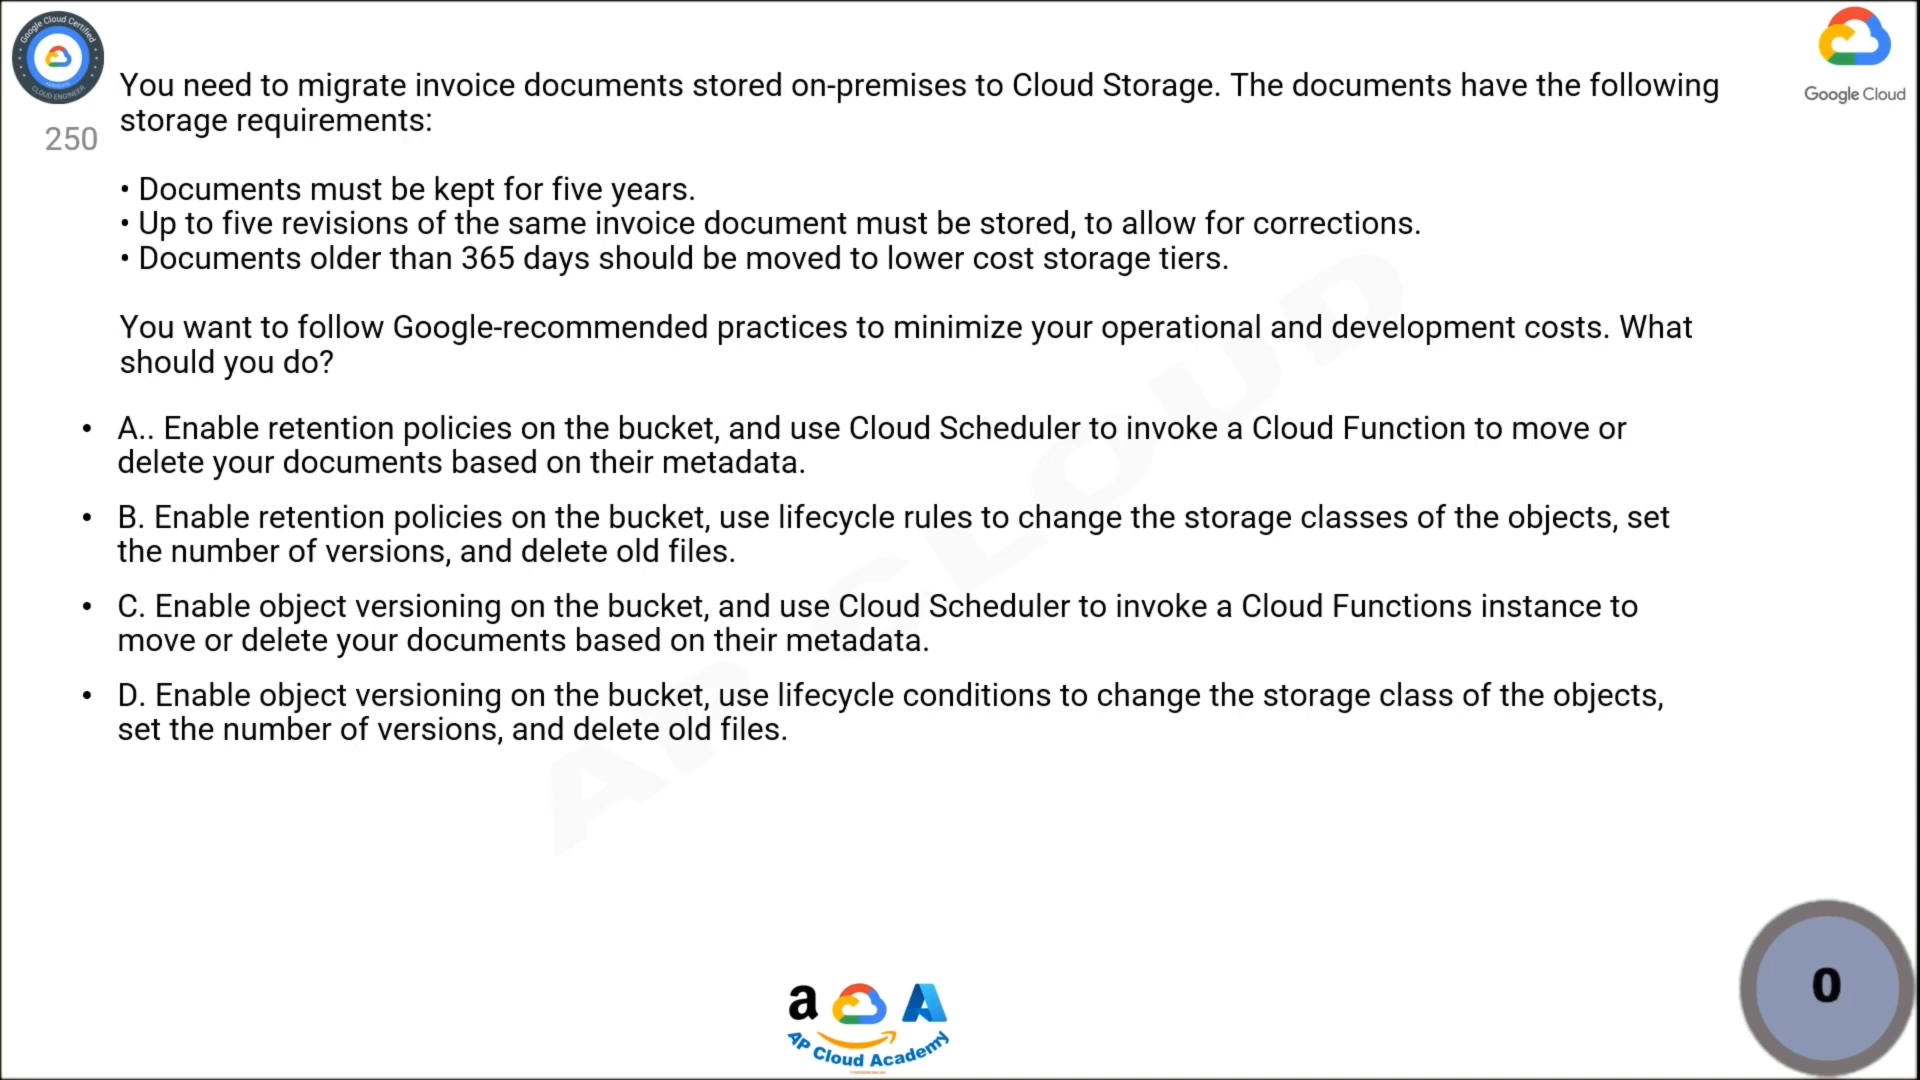 Google Cloud Certified
CLOUD ENGINEER
Google Cloud
250
You need to migrate invoice documents stored on-premises to Cloud Storage. The documents have the following
storage requirements:
• Documents must be kept for five years.
• Up to five revisions of the same invoice document must be stored, to allow for corrections.
• Documents older than 365 days should be moved to lower cost storage tiers.
You want to follow Google-recommended practices to minimize your operational and development costs. What
should you do?
• A.. Enable retention policies on the bucket, and use Cloud Scheduler to invoke a Cloud Function to move or
delete your documents based on their metadata.
• B. Enable retention policies on the bucket, use lifecycle rules to change the storage classes of the objects, set
the number of versions, and delete old files.
• C. Enable object versioning on the bucket, and use Cloud Scheduler to invoke a Cloud Functions instance to
move or delete your documents based on their metadata.
• D. Enable object versioning on the bucket, use lifecycle conditions to change the storage class of the objects,
set the number of versions, and delete old files.
AP CLOUD
a
AP Cloud Academy
0